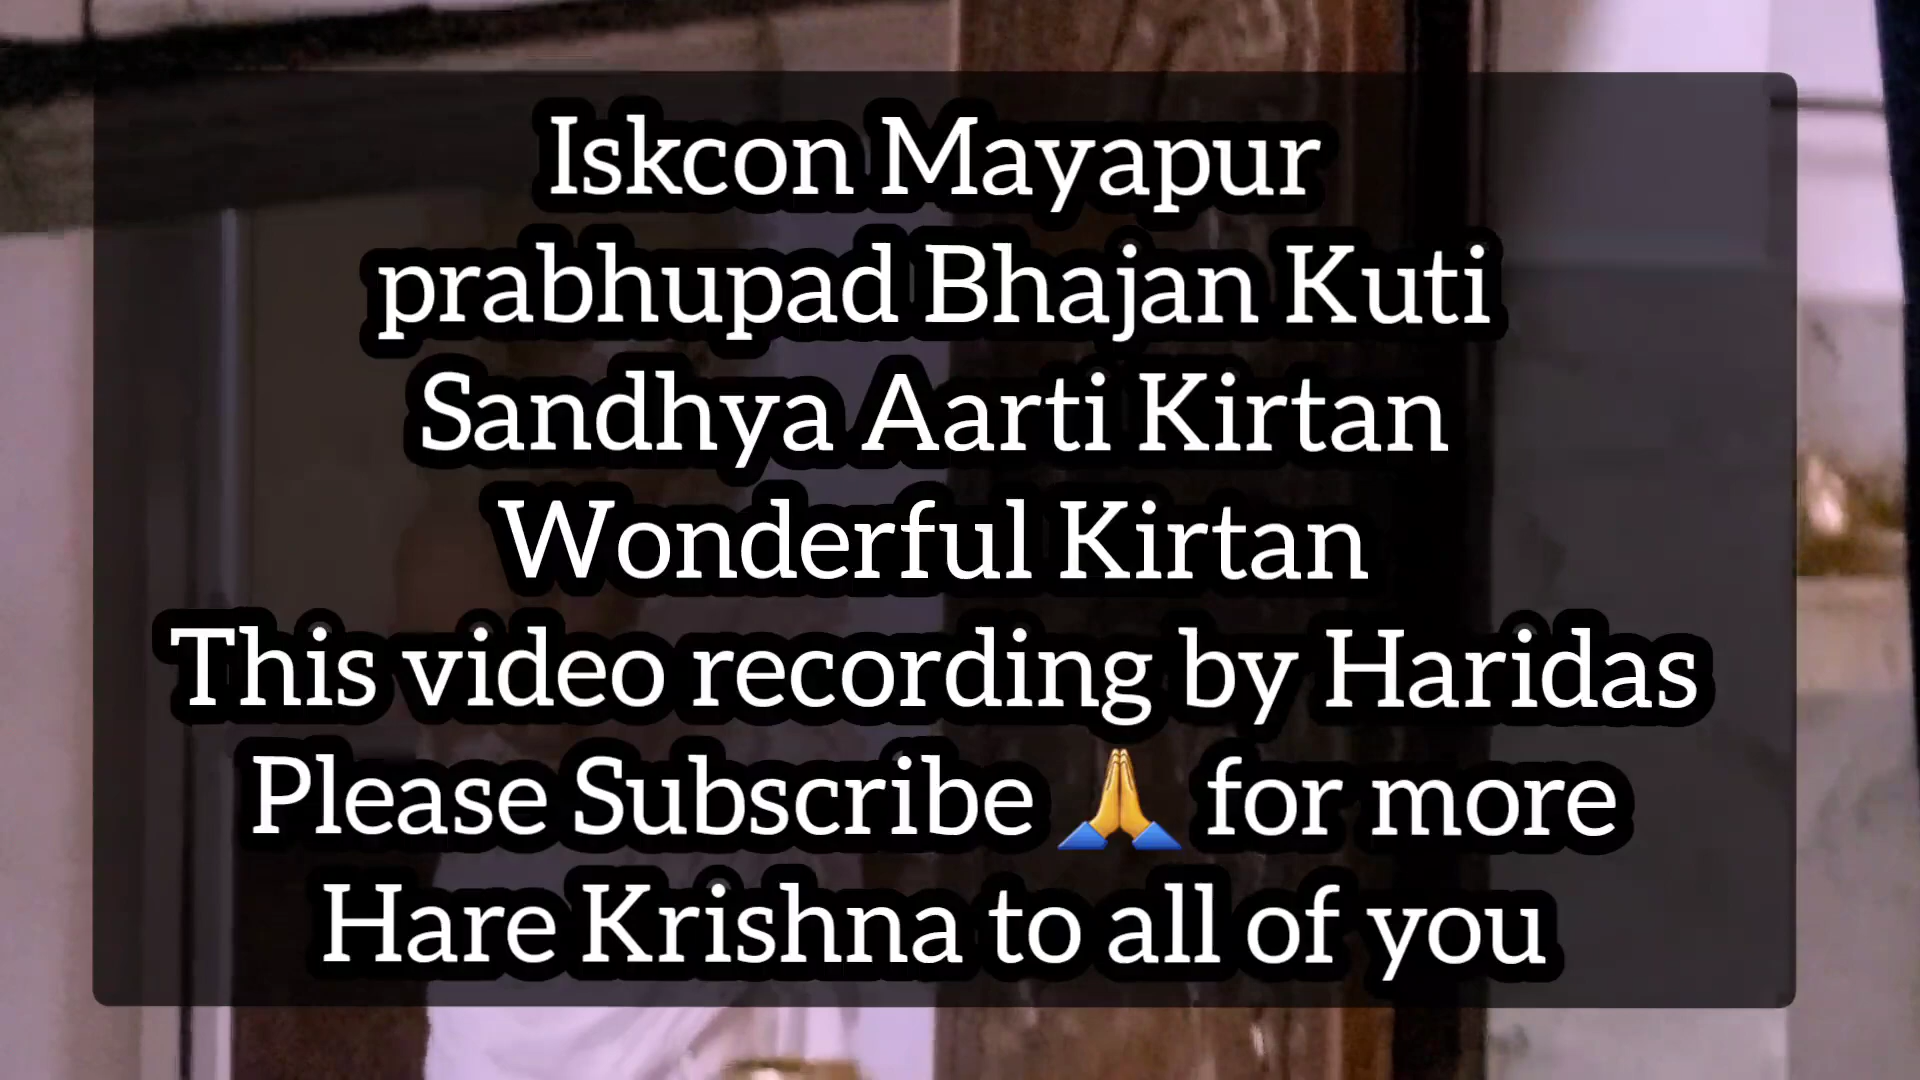 Iskcon Mayapur
prabhupad Bhajan Kuti
Sandhya Aarti Kirtan
Wonderful Kirtan
This video recording by Haridas
Please Subscribe 🙏 for more
Hare Krishna to all of you